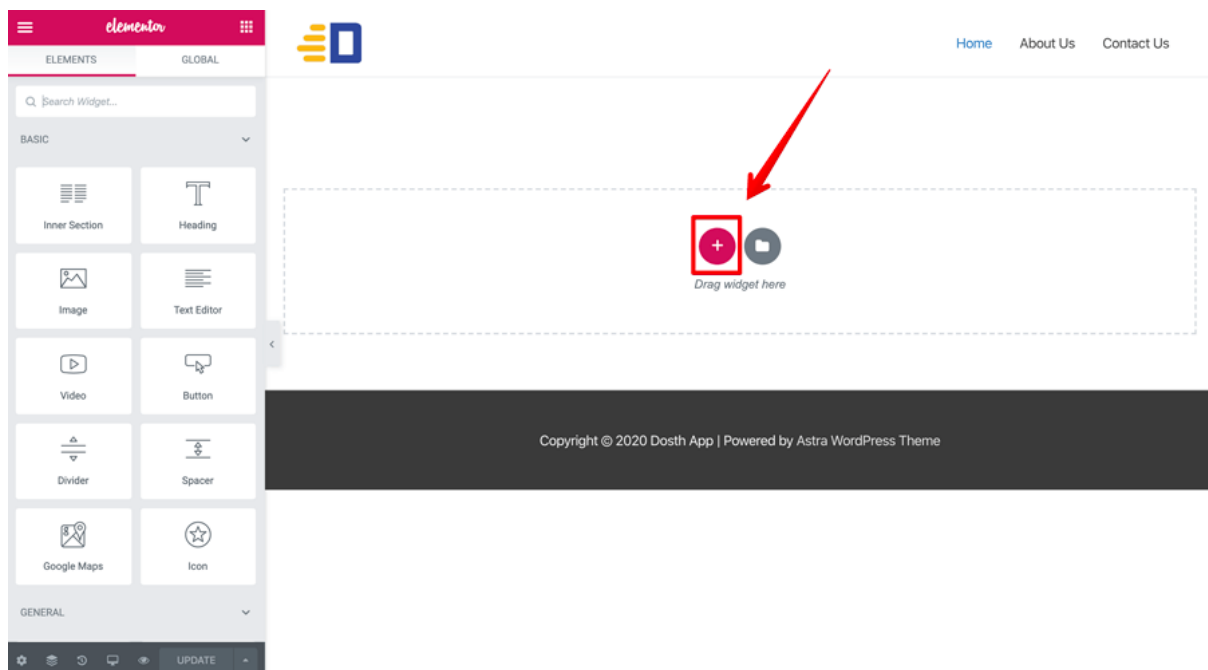 elementor
ELEMENTS GLOBAL
Search Widget...
BASIC
Inner Section Heading
Image Text Editor
Video Button
Divider Spacer
Google Maps Icon
GENERAL
UPDATE
D
Home About Us Contact Us
Drag widget here
Copyright © 2020 Dosth App | Powered by Astra WordPress Theme